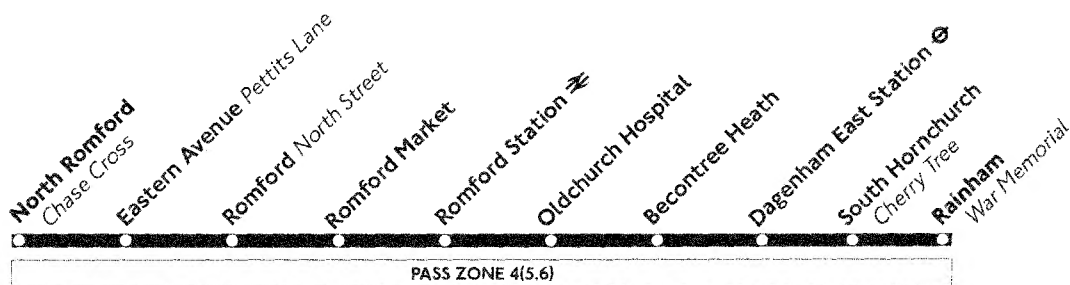 North Romford
Chase Cross
Eastern Avenue Pettits Lane
Romford North Street
Romford Market
Romford Station
Oldchurch Hospital
Becontree Heath
Dagenham East Station
South Hornchurch
Cherry Tree
Rainham
War Memorial
PASS ZONE 4(5.6)